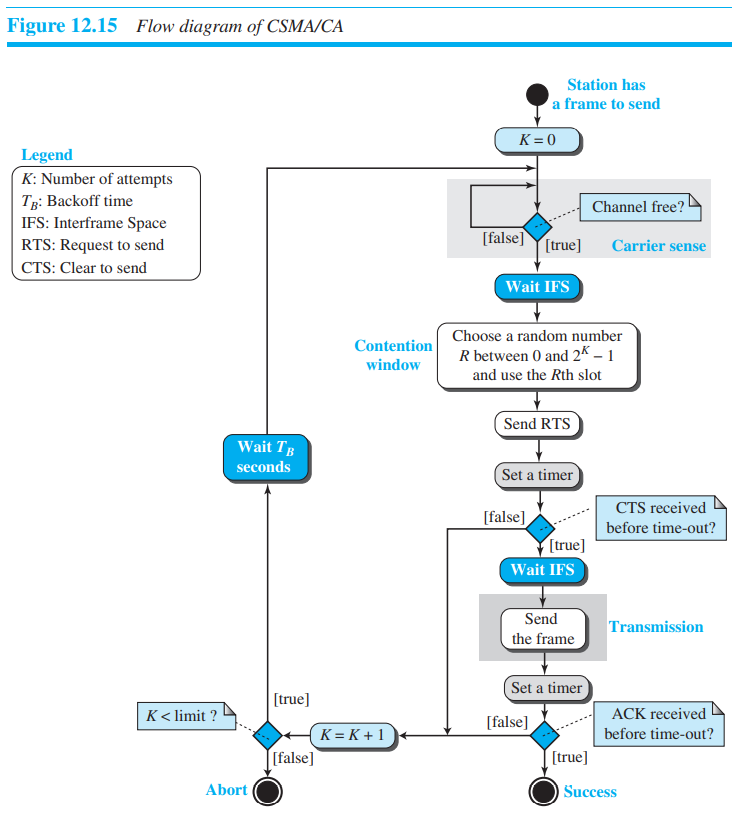 Figure 12.15 Flow diagram of CSMA/CA
Station has
a frame to send
K = 0
Legend
K: Number of attempts
T_B: Backoff time
IFS: Interframe Space
RTS: Request to send
CTS: Clear to send
Channel free?
[false]
[true]
Carrier sense
Wait IFS
Contention
window
Choose a random number
R between 0 and 2^K – 1
and use the Rth slot
Send RTS
Wait T_B
seconds
Set a timer
[false]
CTS received
before time-out?
[true]
Wait IFS
Send
the frame
Transmission
Set a timer
[true]
K < limit ?
K = K + 1
[false]
ACK received
before time-out?
[false]
[true]
Abort
Success